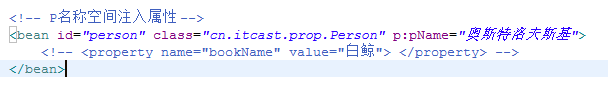 <!-- P名称空间注入属性 -->
<bean id="person" class="cn.itcast.prop.Person" p:pName="奥斯特洛夫斯基">
<!-- <property name="bookName" value="白鲸"> </property> -->
</bean>